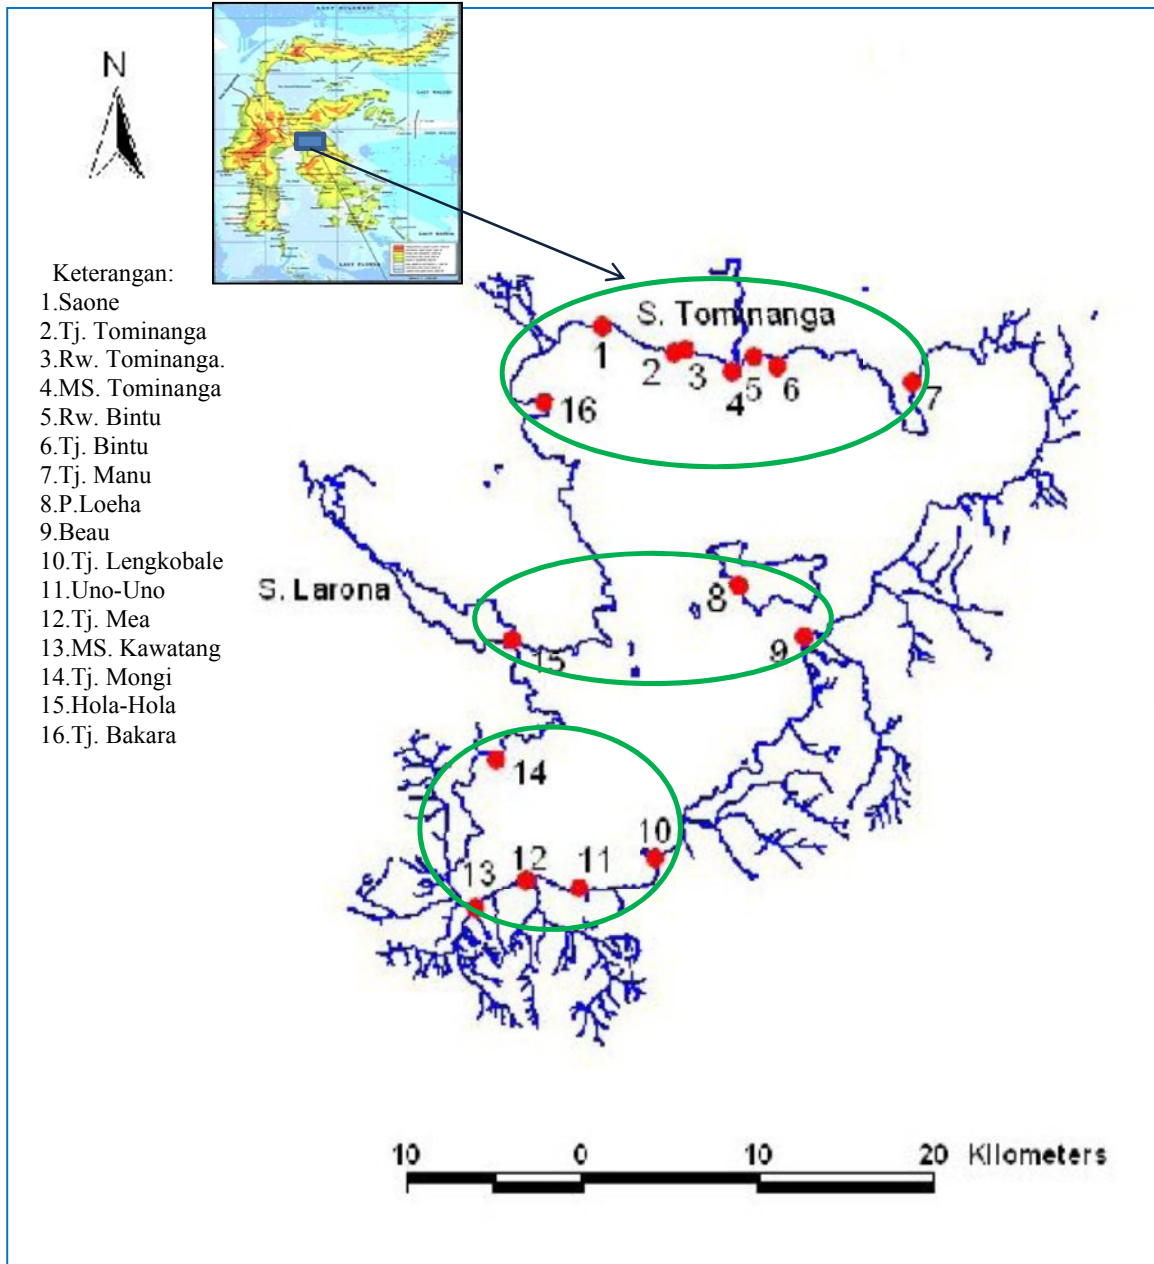 N
Keterangan:
1.Saone
2.Tj. Tominanga
3.Rw. Tominanga.
4.MS. Tominanga
5.Rw. Bintu
6.Tj. Bintu
7.Tj. Manu
8.P.Loeha
9.Beau
10.Tj. Lengkobale
11.Uno-Uno
12.Tj. Mea
13.MS. Kawatang
14.Tj. Mongi
15.Hola-Hola
16.Tj. Bakara
S. Tominanga
1
2
3
4
5
6
7
16
S. Larona
8
9
15
14
10
11
12
13
10 0 10 20 Kilometers